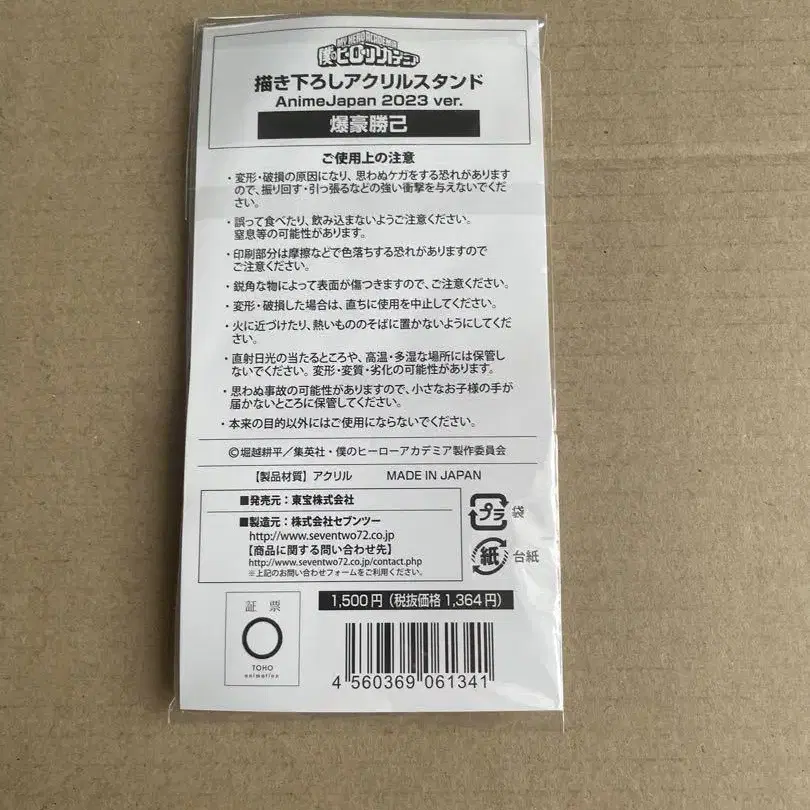 MY HERO ACADEMIA
僕のヒーローアカデミア
描き下ろしアクリルスタンド
AnimeJapan 2023 ver.
爆豪勝己
ご使用上の注意
・変形・破損の原因になり、思わぬケガをする恐れがあります
ので、振り回す・引っ張るなどの強い衝撃を与えないでくだ
さい。
・誤って食べたり、飲み込まないようご注意ください。
窒息等の可能性があります。
・印刷部分は摩擦などで色落ちする恐れがありますので
ご注意ください。
・鋭角な物によって表面が傷つきますので、ご注意ください。
・変形・破損した場合は、直ちに使用を中止してください。
・火に近づけたり、熱いもののそばに置かないようにしてくだ
さい。
・直射日光の当たるところや、高温・多湿な場所には保管し
ないでください。変形・変質・劣化の可能性があります。
・思わぬ事故の可能性がありますので、小さなお子様の手が
届かないところに保管してください。
・本来の目的以外にはご使用にならないでください。
©堀越耕平／集英社・僕のヒーローアカデミア製作委員会
【製品材質】アクリル MADE IN JAPAN
■発売元：東宝株式会社
■製造元：株式会社セブンツー
http://www.seventwo72.co.jp
【商品に関する問い合わせ先】
http://www.seventwo72.co.jp/contact.php
※上記のお問い合わせフォームをご利用ください。
プラ 袋
紙 台紙
証 票
TOHO
animation
1,500円（税抜価格1,364円）
4 560369 061341